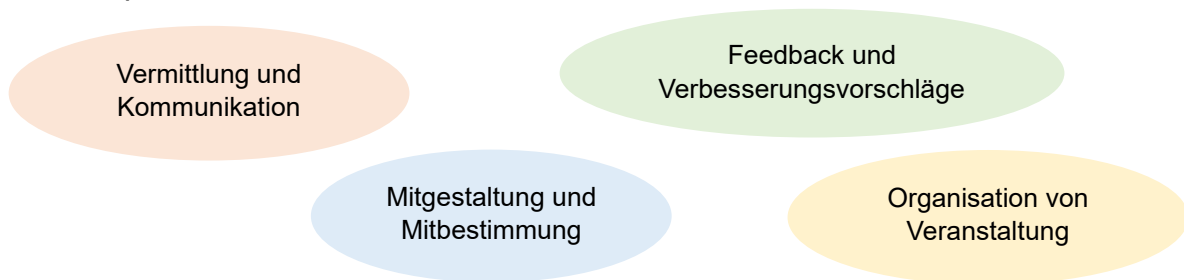 Vermittlung und
Kommunikation
Feedback und
Verbesserungsvorschläge
Mitgestaltung und
Mitbestimmung
Organisation von
Veranstaltung